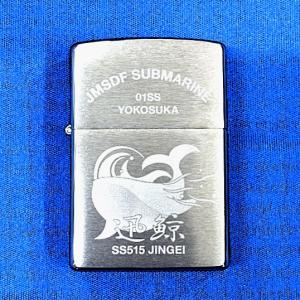 JMSDF SUBMARINE
01SS
YOKOSUKA
迅鯨
SS515 JINGEI